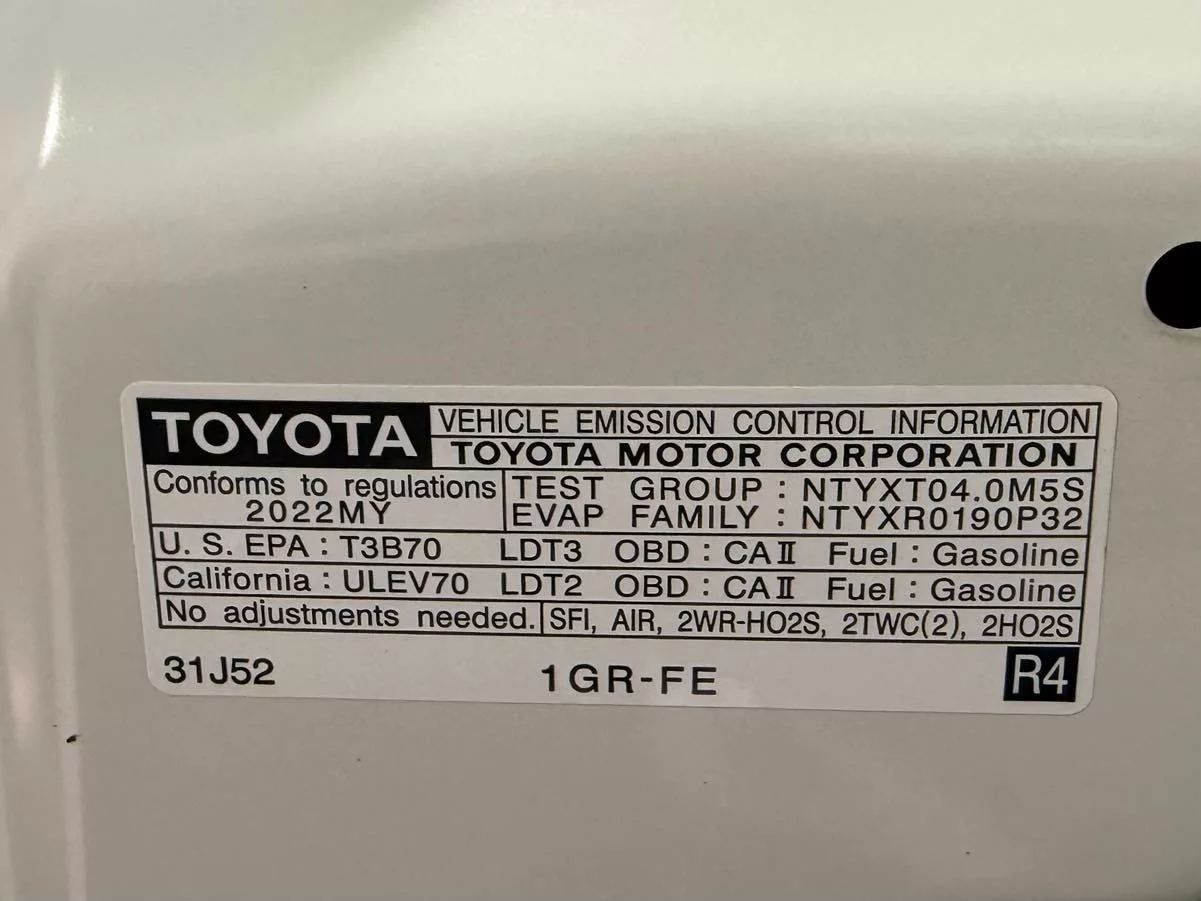 TOYOTA
VEHICLE EMISSION CONTROL INFORMATION
TOYOTA MOTOR CORPORATION
Conforms to regulations
2022MY
TEST GROUP : NTYXT04.0M5S
EVAP FAMILY : NTYXR0190P32
U. S. EPA : T3B70 LDT3 OBD : CAⅡ Fuel : Gasoline
California : ULEV70 LDT2 OBD : CAⅡ Fuel : Gasoline
No adjustments needed. SFI, AIR, 2WR-HO2S, 2TWC(2), 2HO2S
31J52 1GR-FE R4